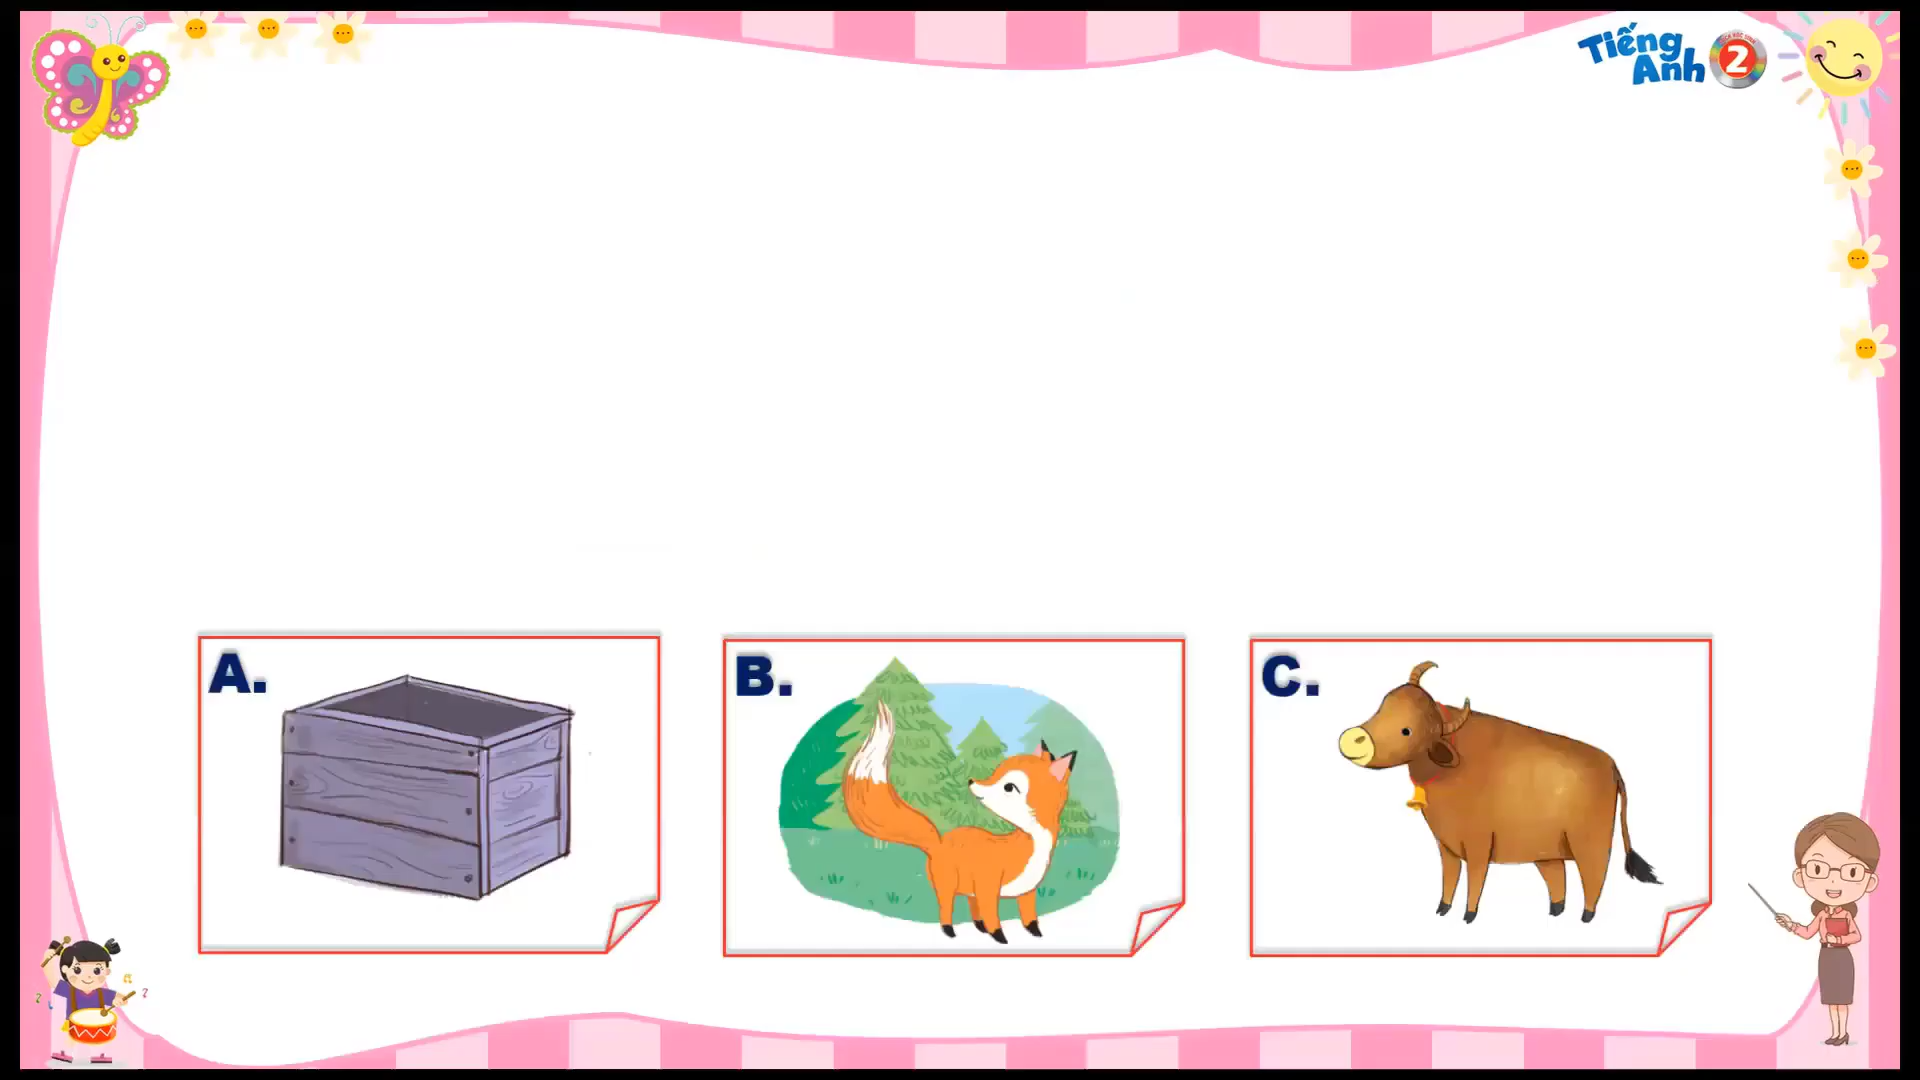 Tiếng
Anh 2
A.
B.
C.